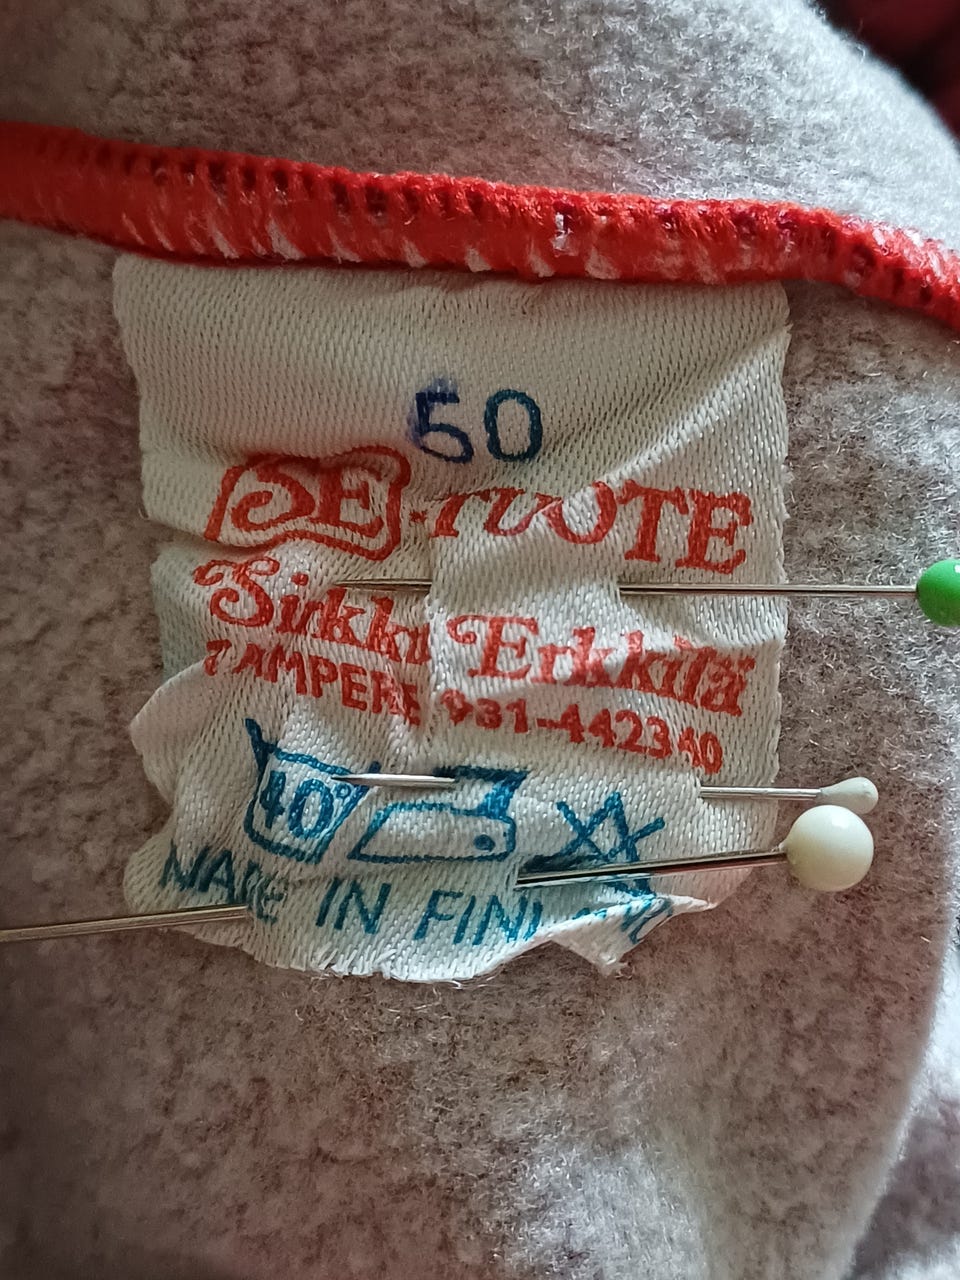 50
SE-TUOTE
Sirkka Erkkilä
TAMPERE 931-442340
40°
MADE IN FINLAND